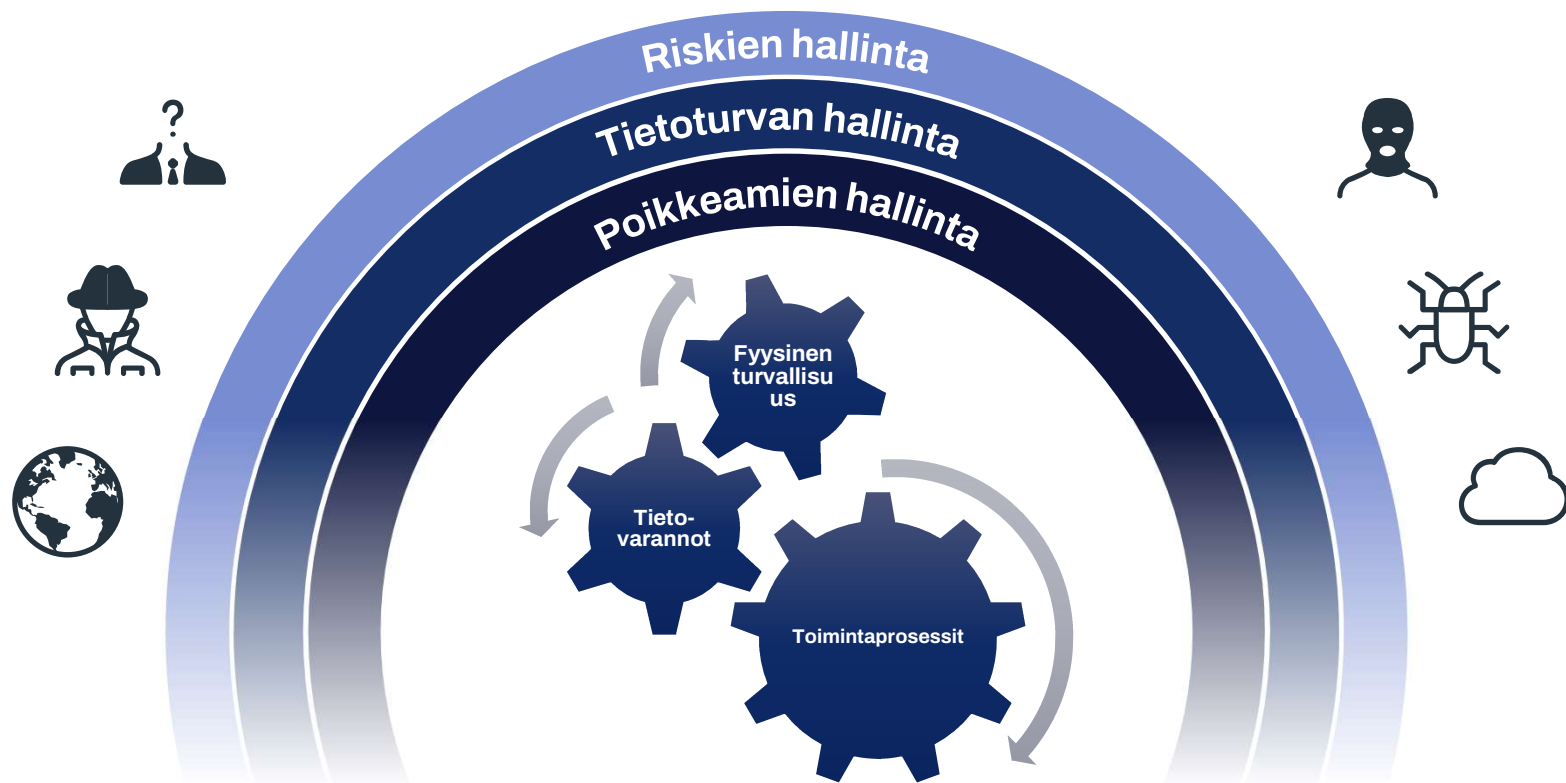 Riskien hallinta
Tietoturvan hallinta
Poikkeamien hallinta
Fyysinen
turvallisu
us
Tieto-
varannot
Toimintaprosessit